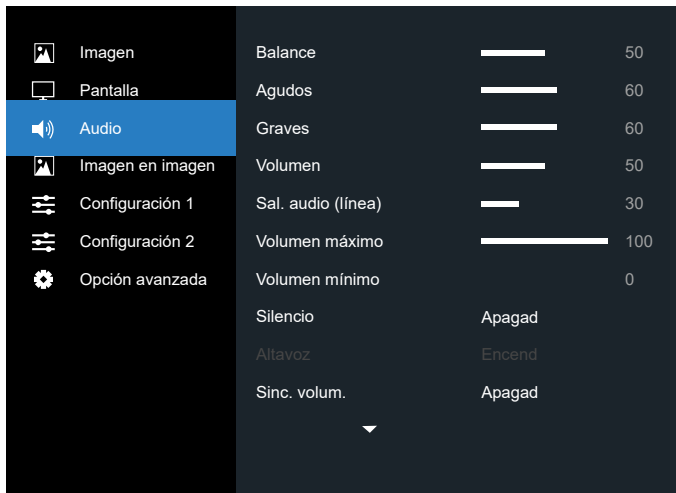 Imagen
Pantalla
Audio
Imagen en imagen
Configuración 1
Configuración 2
Opción avanzada
Balance 50
Agudos 60
Graves 60
Volumen 50
Sal. audio (línea) 30
Volumen máximo 100
Volumen mínimo 0
Silencio Apagad
Altavoz Encend
Sinc. volum. Apagad